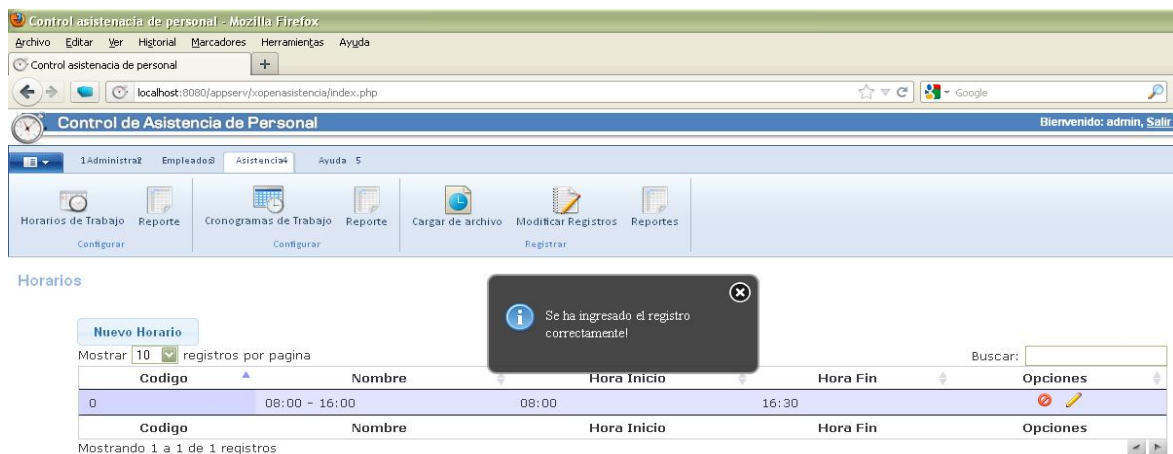 Control asistenacia de personal - Mozilla Firefox
Archivo Editar Ver Historial Marcadores Herramientas Ayuda
Control asistenacia de personal +
localhost:8080/appserv/xopenasistencia/index.php Google
Control de Asistencia de Personal Bienvenido: admin, Salir
1Administra2 Empleados3 Asistencia4 Ayuda 5
Horarios de Trabajo Reporte Cronogramas de Trabajo Reporte Cargar de archivo Modificar Registros Reportes
Configurar Configurar Registrar
Horarios
Se ha ingresado el registro
correctamente!
Nuevo Horario
Mostrar 10 registros por pagina Buscar:
Codigo Nombre Hora Inicio Hora Fin Opciones
0 08:00 - 16:00 08:00 16:30
Codigo Nombre Hora Inicio Hora Fin Opciones
Mostrando 1 a 1 de 1 registros